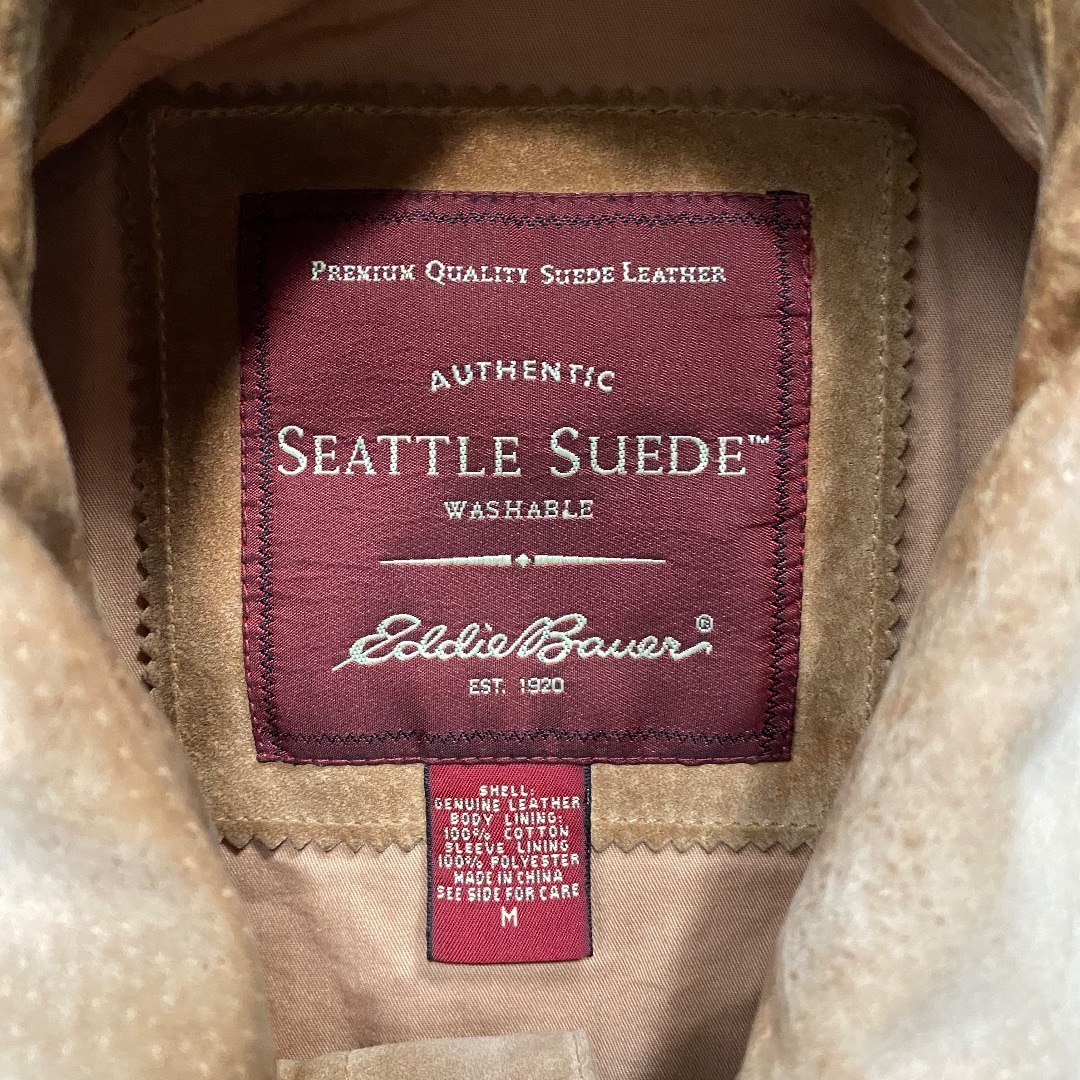 PREMIUM QUALITY SUEDE LEATHER
AUTHENTIC
SEATTLE SUEDE™
WASHABLE
Eddie Bauer®
EST. 1920
SHELL:
GENUINE LEATHER
BODY LINING:
100% COTTON
SLEEVE LINING
100% POLYESTER
MADE IN CHINA
SEE SIDE FOR CARE
M